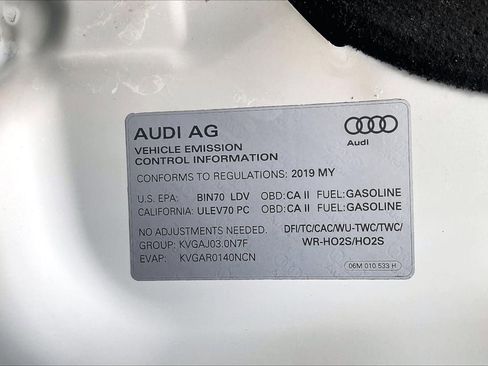 AUDI AG
Audi
VEHICLE EMISSION
CONTROL INFORMATION
CONFORMS TO REGULATIONS: 2019 MY
U.S. EPA: BIN70 LDV OBD:CA II FUEL:GASOLINE
CALIFORNIA: ULEV70 PC OBD:CA II FUEL:GASOLINE
NO ADJUSTMENTS NEEDED. DFI/TC/CAC/WU-TWC/TWC/
GROUP: KVGAJ03.0N7F WR-HO2S/HO2S
EVAP: KVGAR0140NCN
06M 010 533 H